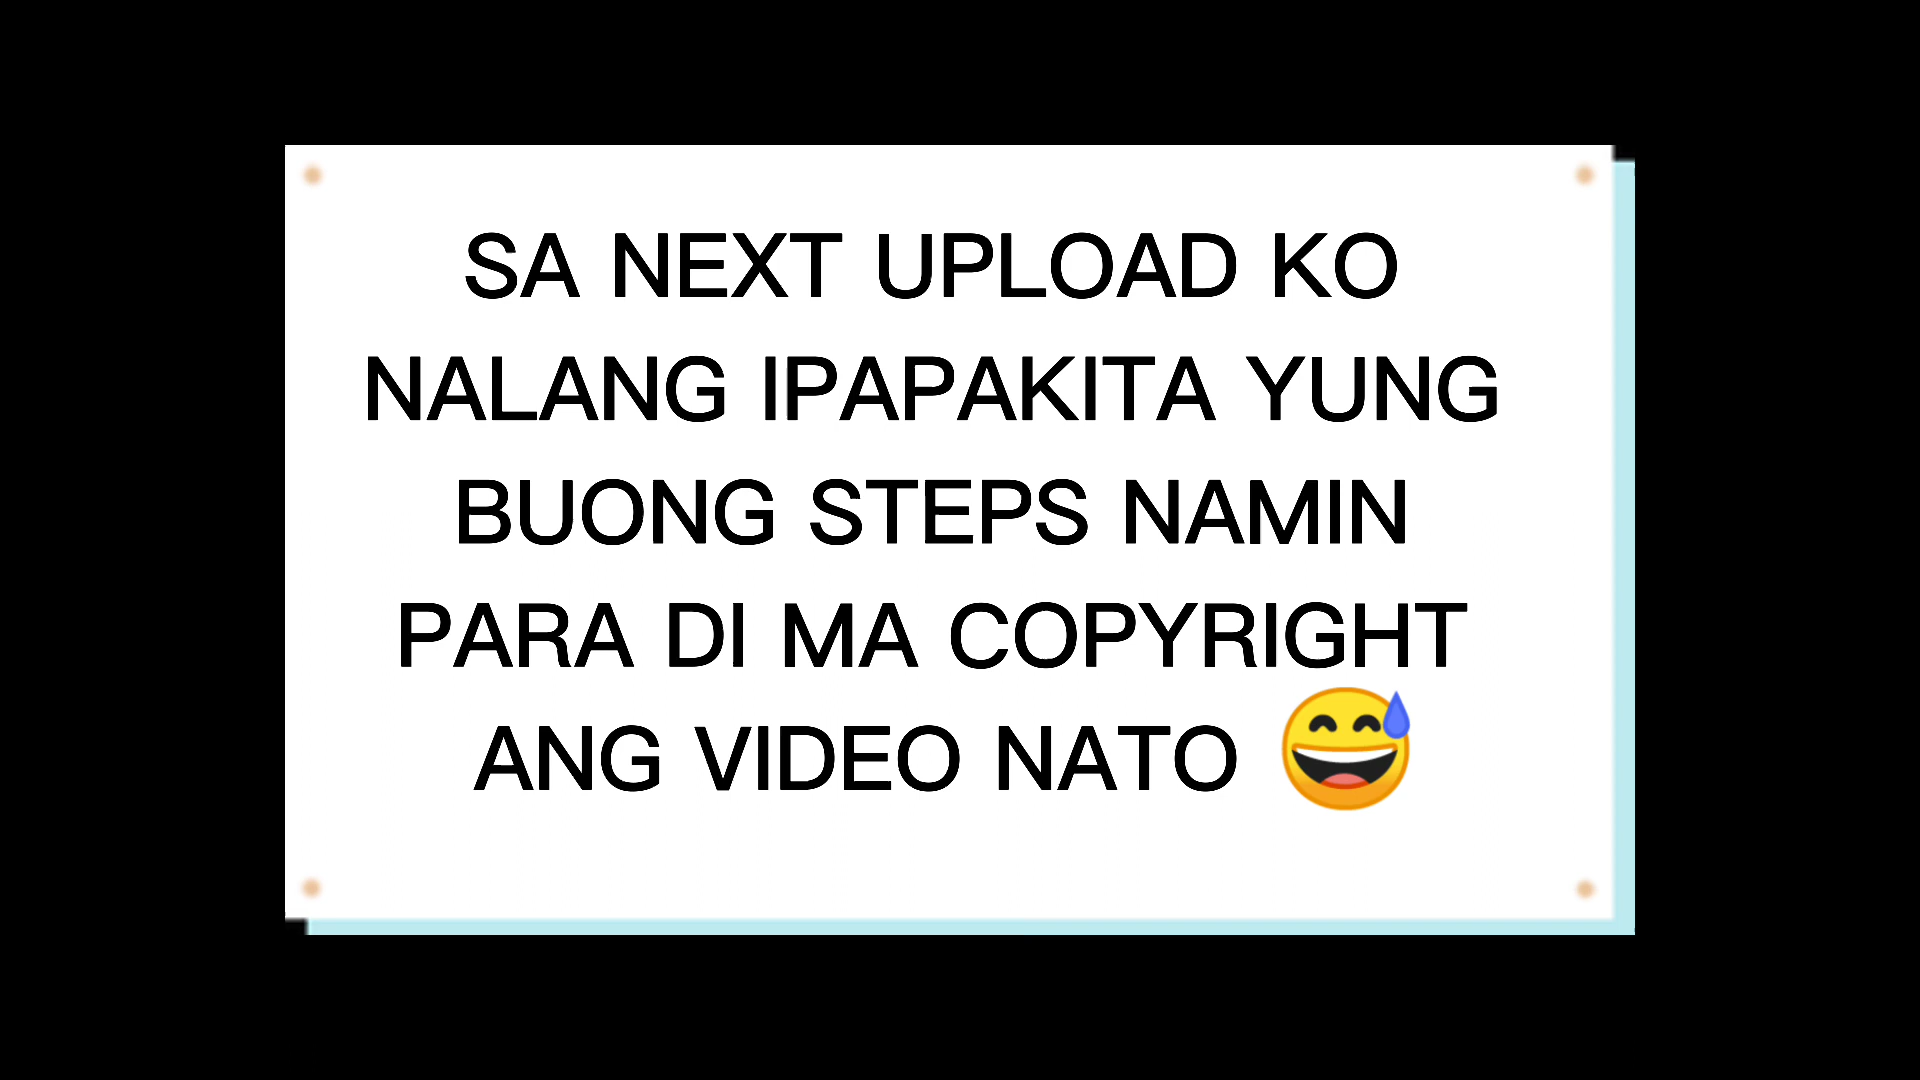 SA NEXT UPLOAD KO
NALANG IPAPAKITA YUNG
BUONG STEPS NAMIN
PARA DI MA COPYRIGHT
ANG VIDEO NATO 😅